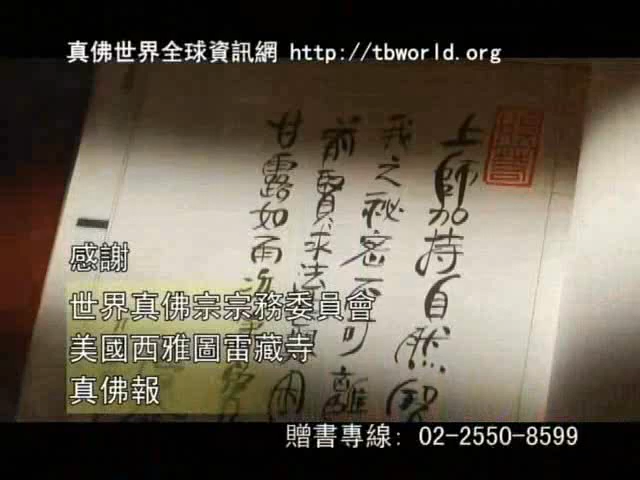 真佛世界全球資訊網 http://tbworld.org
上師加持自然智
我之祕密不可離
前賢求法
甘露如雨
感謝
世界真佛宗宗務委員會
美國西雅圖雷藏寺
真佛報
贈書專線: 02-2550-8599